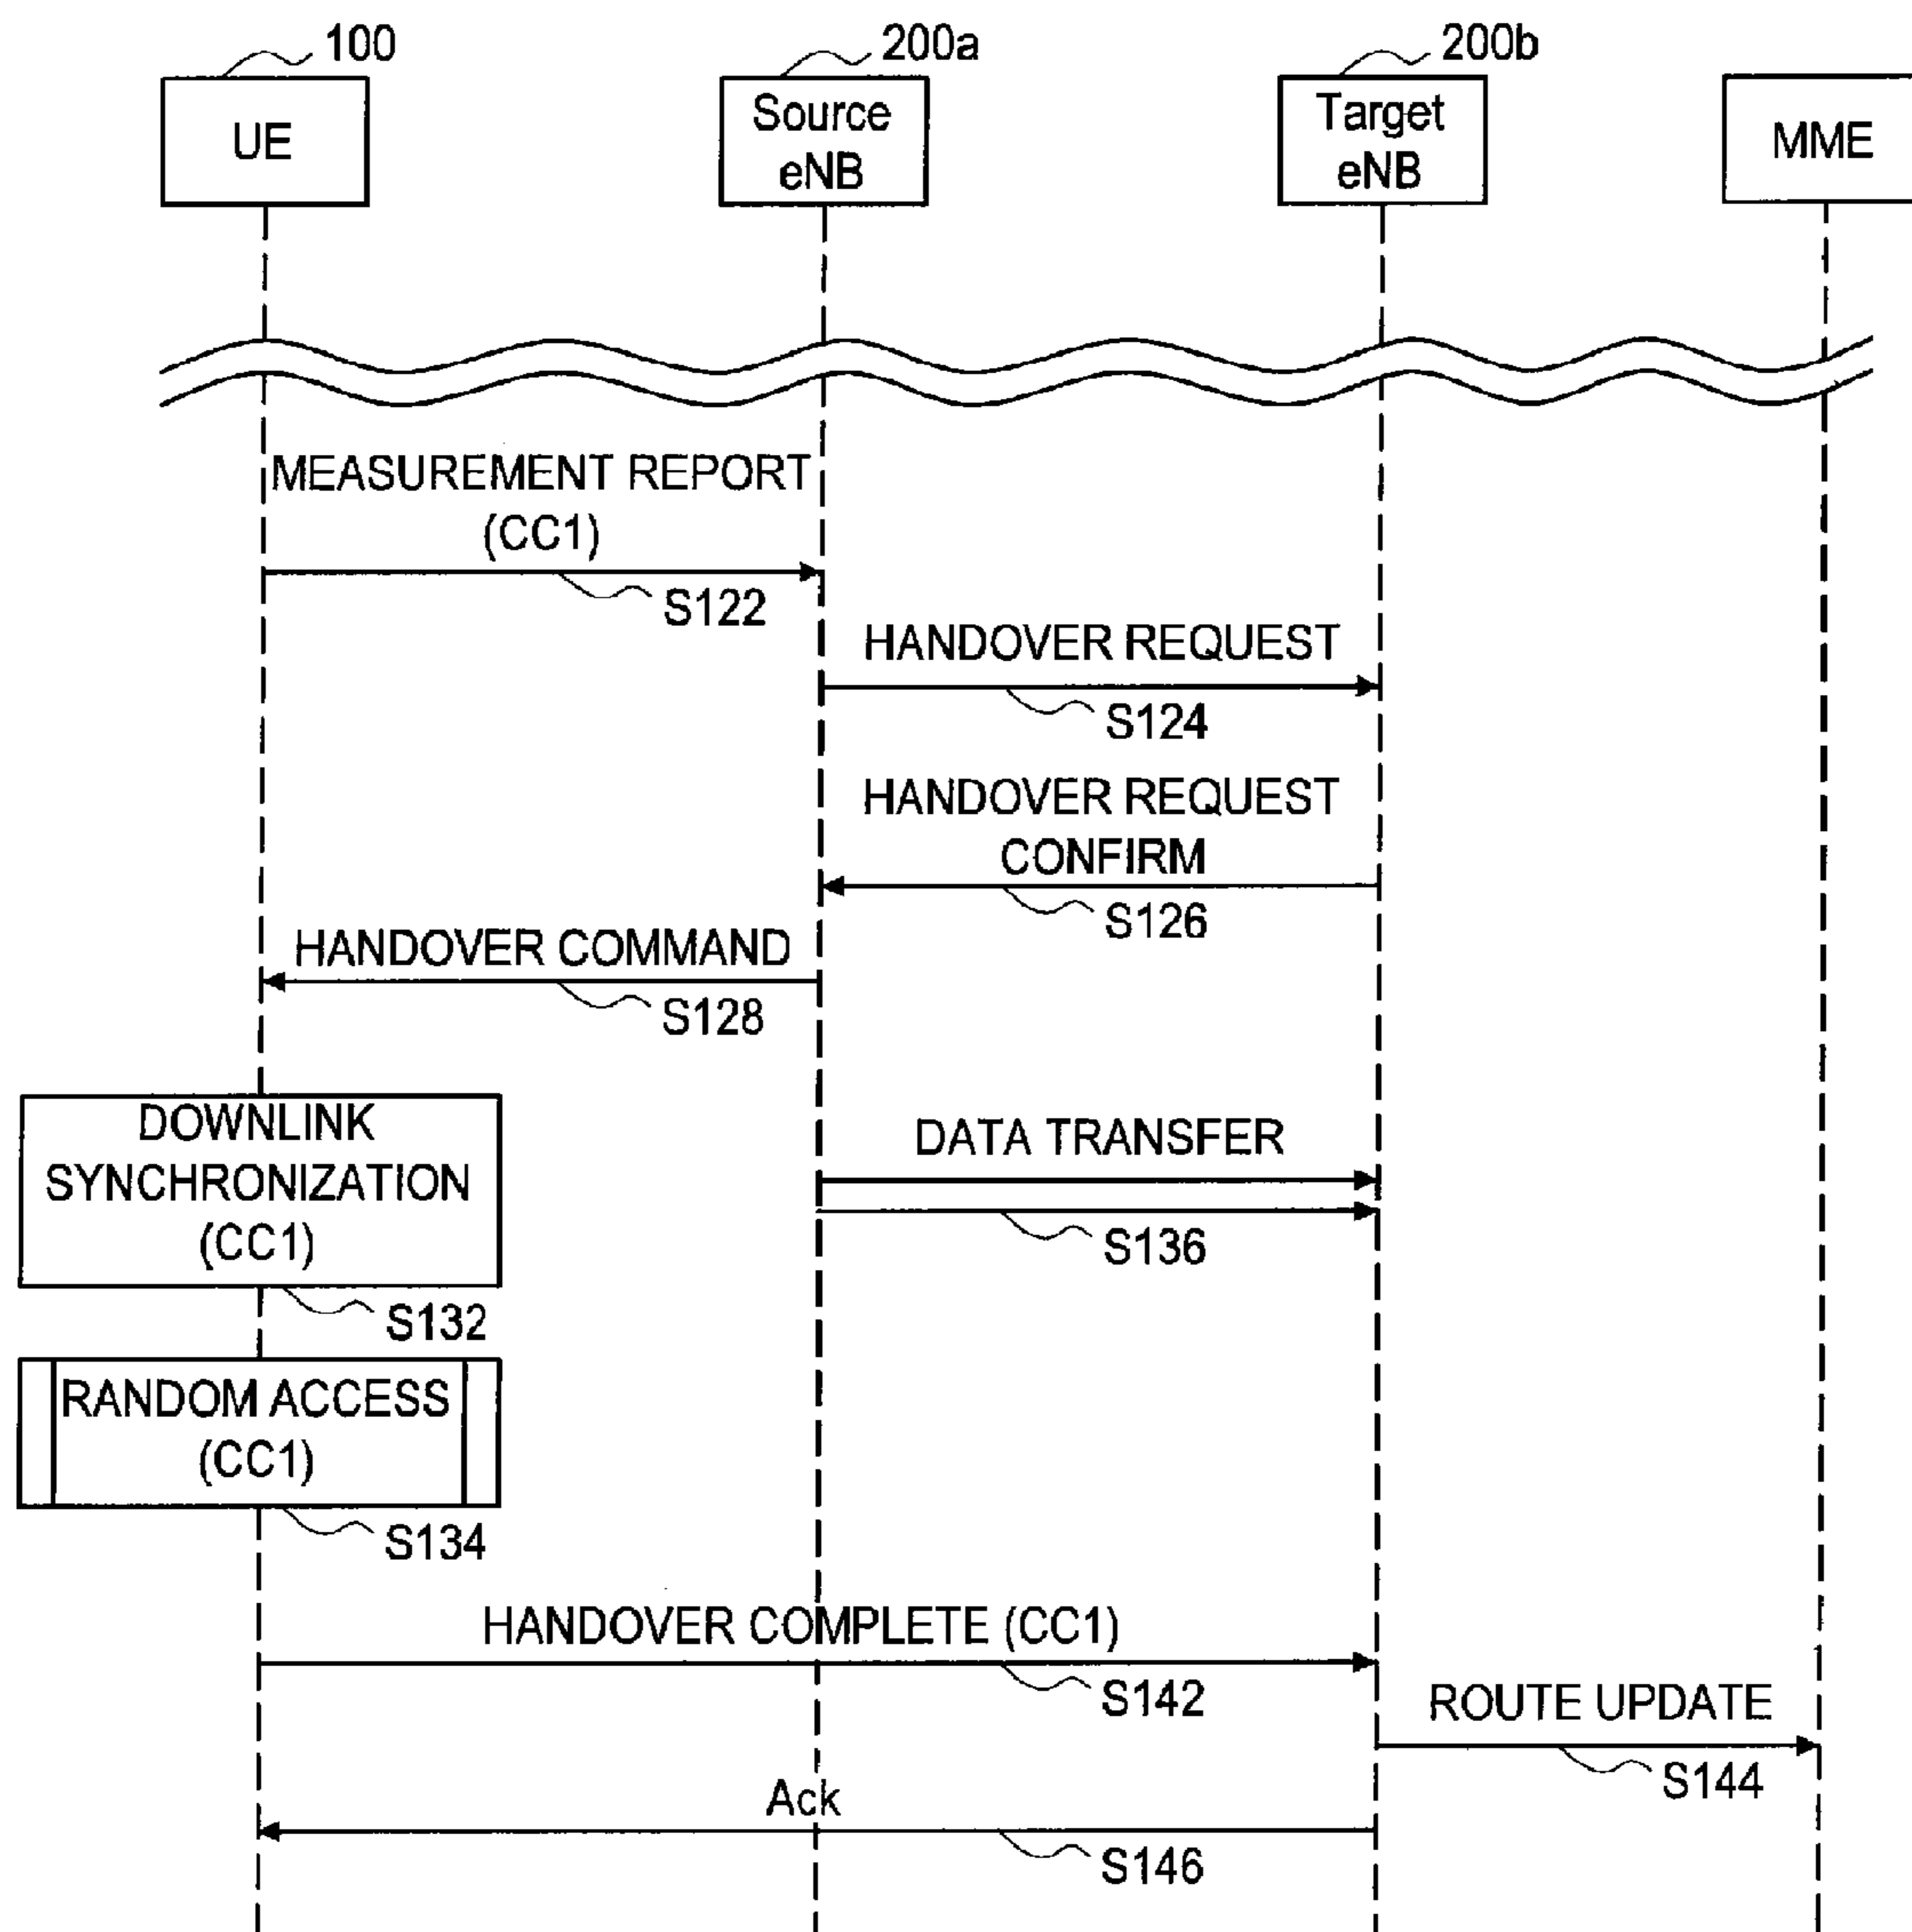 100
200a
200b
UE
Source
eNB
Target
eNB
MME
MEASUREMENT REPORT
(CC1)
S122
HANDOVER REQUEST
S124
HANDOVER REQUEST
CONFIRM
S126
HANDOVER COMMAND
S128
DOWNLINK
SYNCHRONIZATION
(CC1)
S132
DATA TRANSFER
S136
RANDOM ACCESS
(CC1)
S134
HANDOVER COMPLETE (CC1)
S142
ROUTE UPDATE
S144
Ack
S146